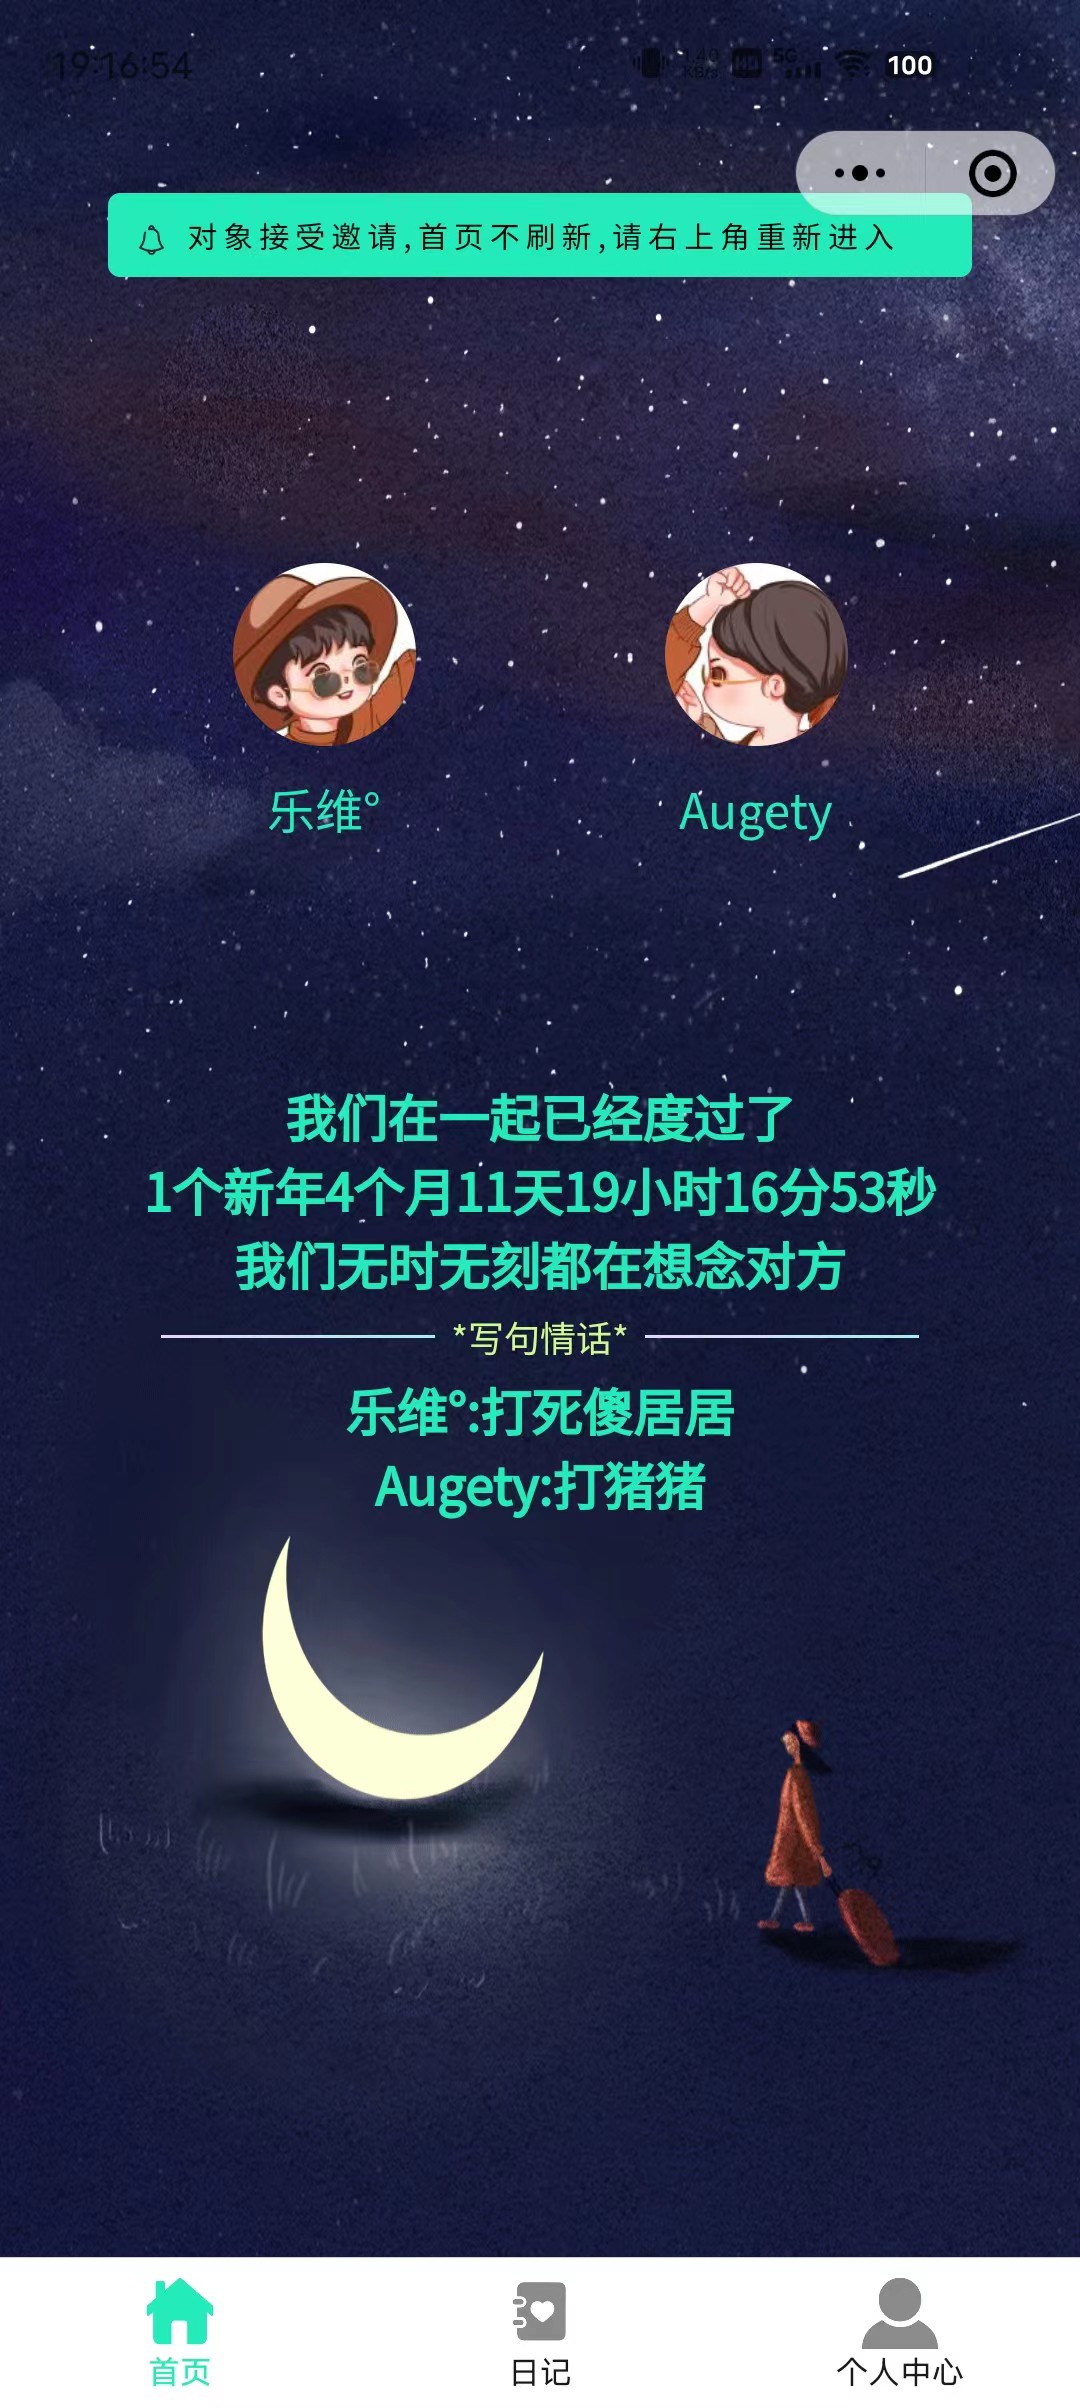 19:16:54
1.40
KB/s
HD
5G
100
对象接受邀请,首页不刷新,请右上角重新进入
乐维°
Augety
我们在一起已经度过了
1个新年4个月11天19小时16分53秒
我们无时无刻都在想念对方
*写句情话*
乐维°:打死傻居居
Augety:打猪猪
首页
日记
个人中心